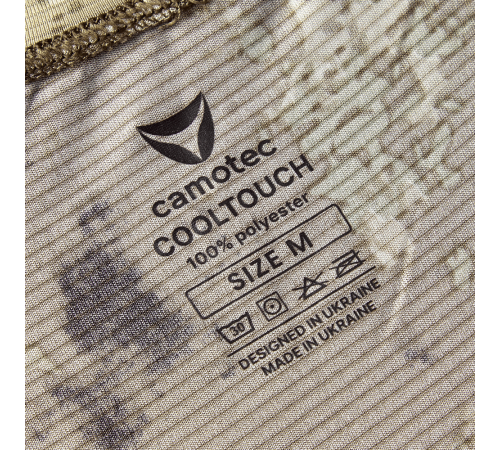 camotec
COOLTOUCH
100% polyester
SIZE M
30
DESIGNED IN UKRAINE
MADE IN UKRAINE